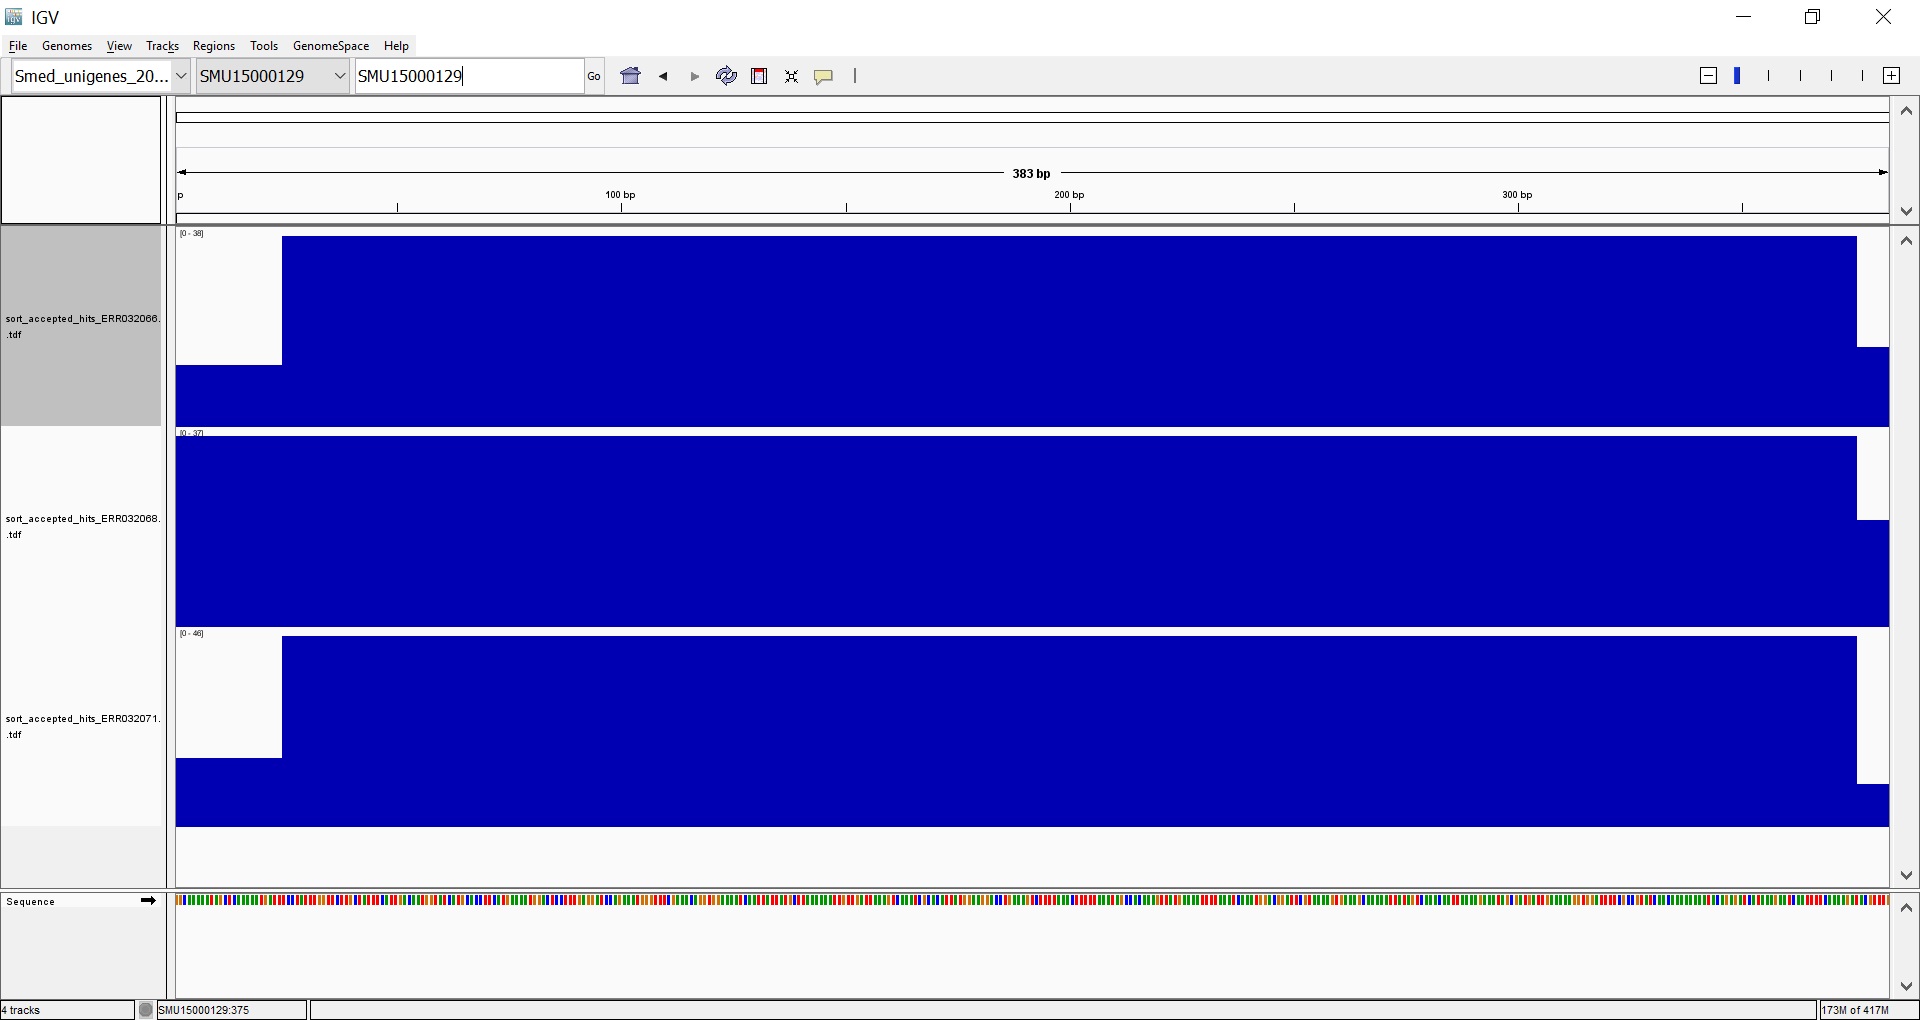 IGV
File Genomes View Tracks Regions Tools GenomeSpace Help
Smed_unigenes_20... SMU15000129 SMU15000129 Go
383 bp
p 100 bp 200 bp 300 bp
[0 - 38]
sort_accepted_hits_ERR032066.
.tdf
[0 - 37]
sort_accepted_hits_ERR032068.
.tdf
[0 - 46]
sort_accepted_hits_ERR032071.
.tdf
Sequence
4 tracks SMU15000129:375 173M of 417M